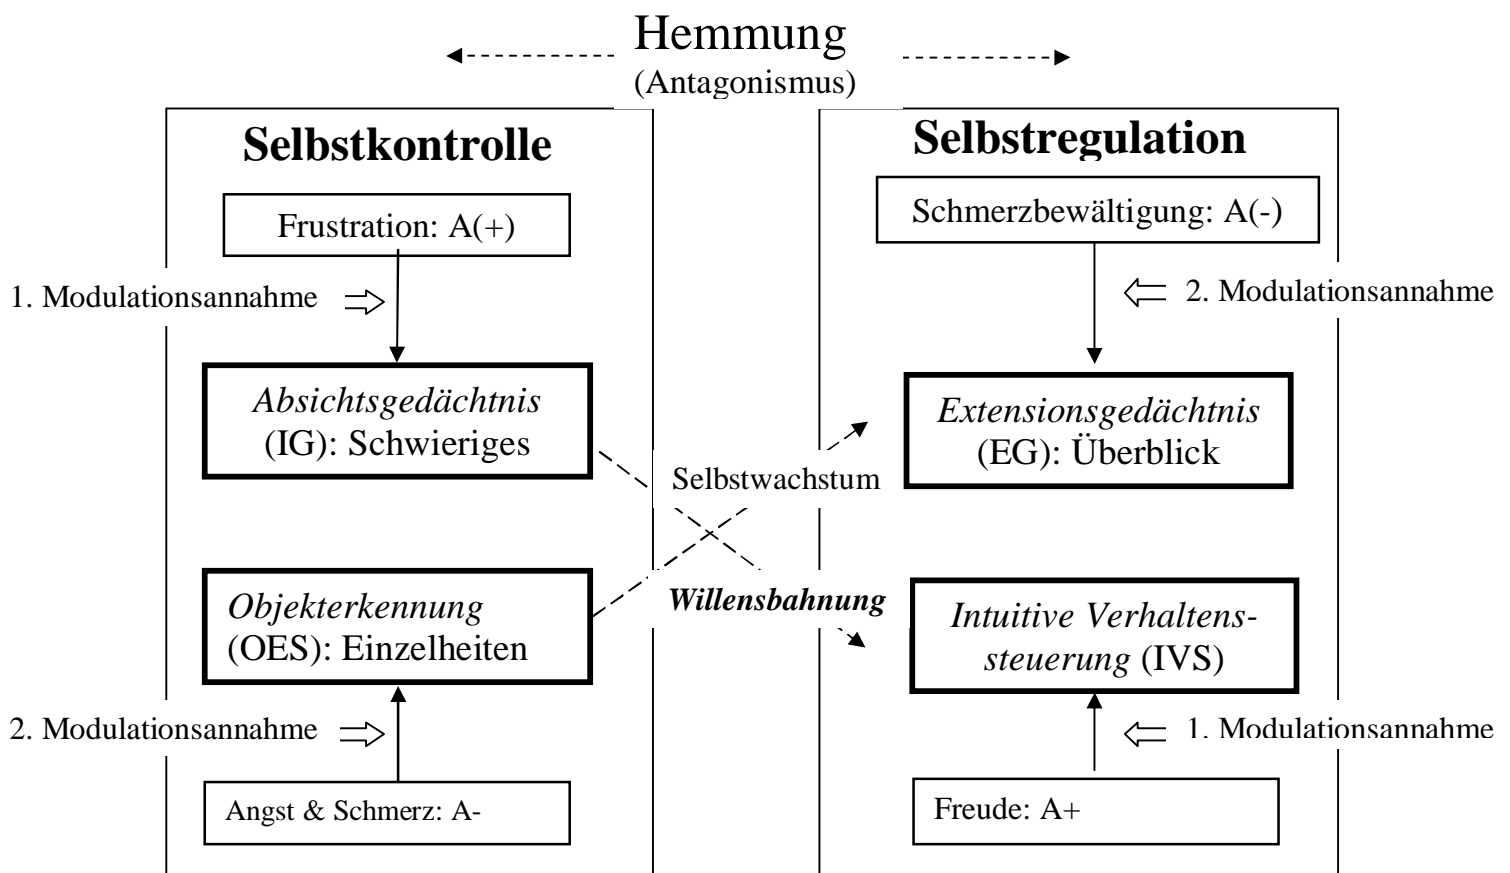 Hemmung
(Antagonismus)
Selbstkontrolle
Frustration: A(+)
1. Modulationsannahme
Absichtsgedächtnis
(IG): Schwieriges
Objekterkennung
(OES): Einzelheiten
2. Modulationsannahme
Angst & Schmerz: A-
Selbstwachstum
Willensbahnung
Selbstregulation
Schmerzbewältigung: A(-)
2. Modulationsannahme
Extensionsgedächtnis
(EG): Überblick
Intuitive Verhaltens-
steuerung (IVS)
1. Modulationsannahme
Freude: A+